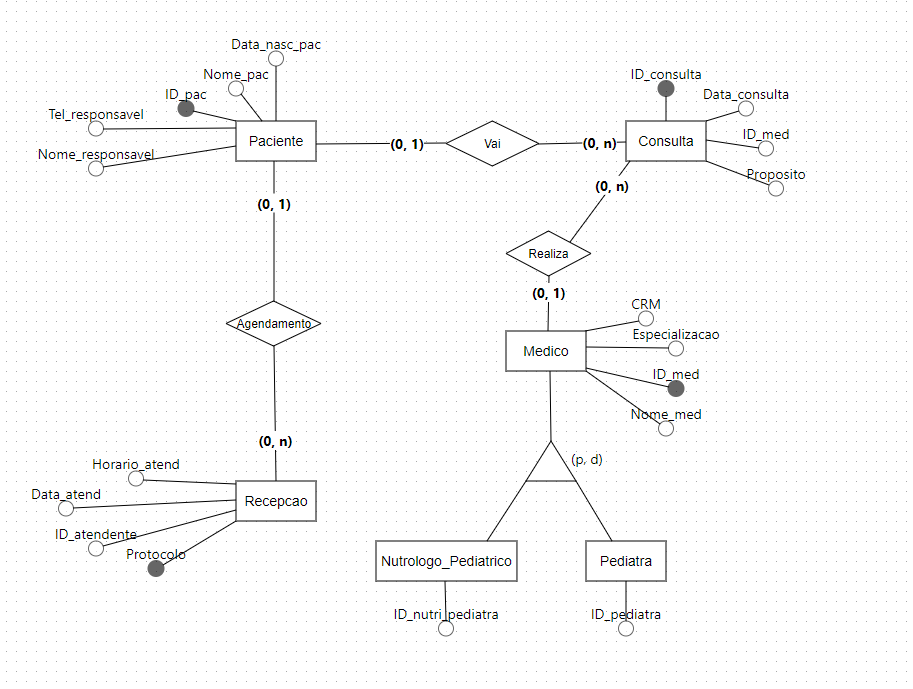 Data_nasc_pac
Nome_pac
ID_pac
Tel_responsavel
Nome_responsavel
Paciente
(0, 1)
Vai
(0, n)
ID_consulta
Data_consulta
ID_med
Proposito
Consulta
(0, n)
Realiza
(0, 1)
(0, 1)
Agendamento
(0, n)
CRM
Especializacao
ID_med
Nome_med
Medico
(p, d)
Horario_atend
Data_atend
ID_atendente
Protocolo
Recepcao
Nutrologo_Pediatrico
Pediatra
ID_nutri_pediatra
ID_pediatra